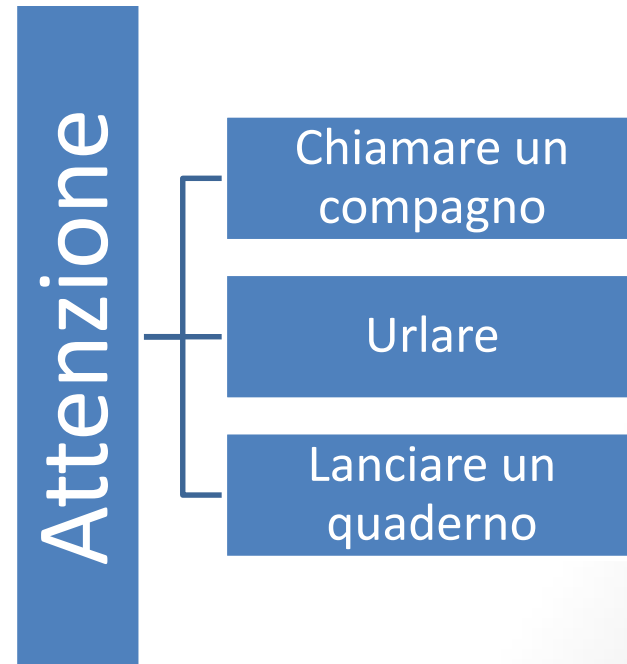 Attenzione
Chiamare un
compagno
Urlare
Lanciare un
quaderno